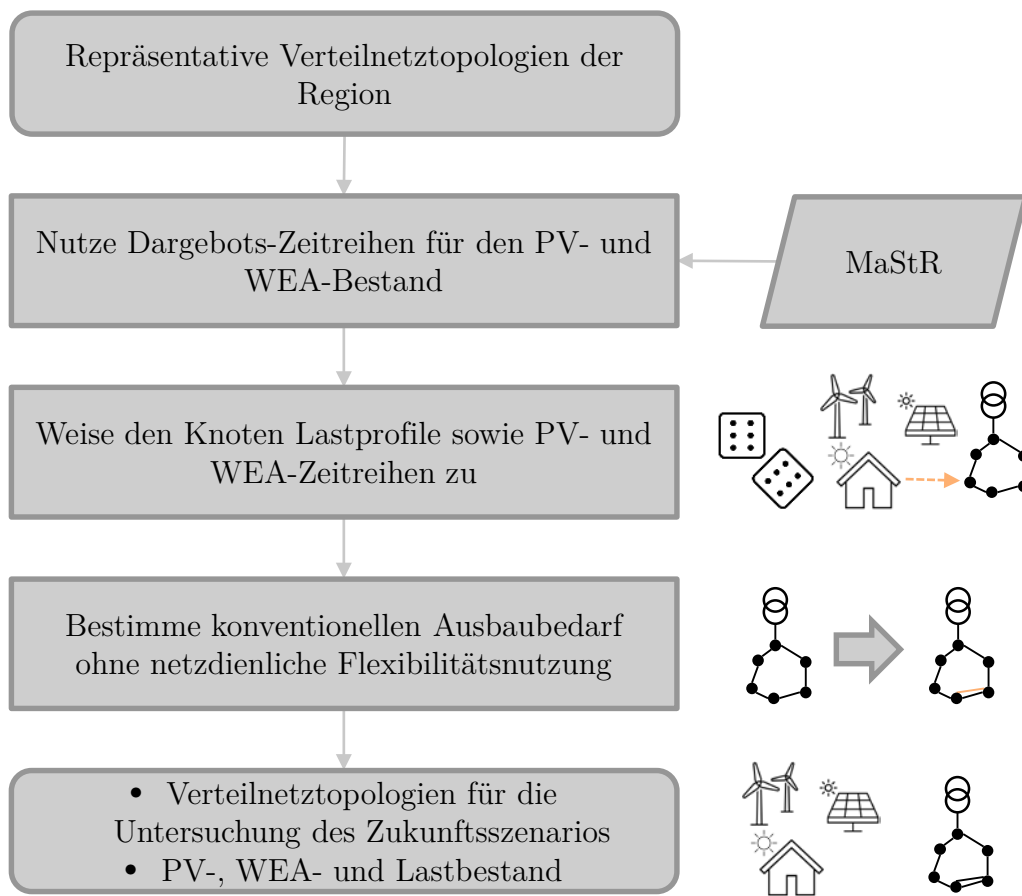 Repräsentative Verteilnetztopologien der
Region
Nutze Dargebots-Zeitreihen für den PV- und
WEA-Bestand
MaStR
Weise den Knoten Lastprofile sowie PV- und
WEA-Zeitreihen zu
Bestimme konventionellen Ausbaubedarf
ohne netzdienliche Flexibilitätsnutzung
• Verteilnetztopologien für die
Untersuchung des Zukunftsszenarios
• PV-, WEA- und Lastbestand